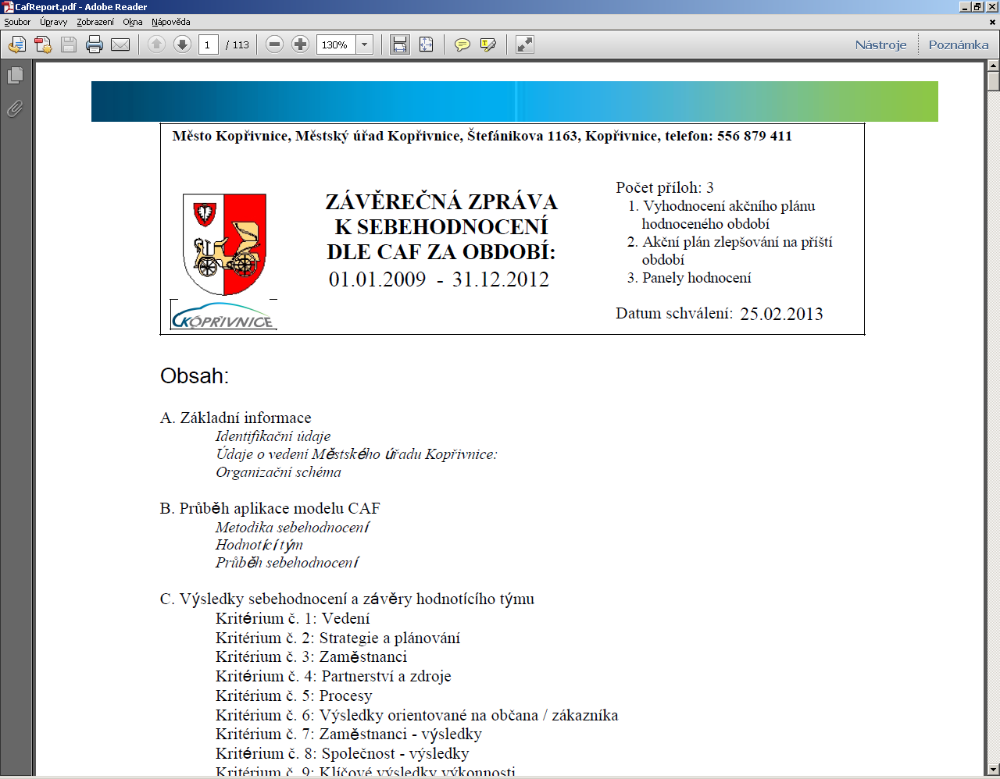 CafReport.pdf - Adobe Reader
Soubor Úpravy Zobrazení Okna Nápověda
1 / 113 130% Nástroje Poznámka
Město Kopřivnice, Městský úřad Kopřivnice, Štefánikova 1163, Kopřivnice, telefon: 556 879 411
ZÁVĚREČNÁ ZPRÁVA
K SEBEHODNOCENÍ
DLE CAF ZA OBDOBÍ:
01.01.2009 - 31.12.2012
KOPŘIVNICE
Počet příloh: 3
1. Vyhodnocení akčního plánu
hodnoceného období
2. Akční plán zlepšování na příští
období
3. Panely hodnocení
Datum schválení: 25.02.2013
Obsah:
A. Základní informace
Identifikační údaje
Údaje o vedení Městského úřadu Kopřivnice:
Organizační schéma
B. Průběh aplikace modelu CAF
Metodika sebehodnocení
Hodnotící tým
Průběh sebehodnocení
C. Výsledky sebehodnocení a závěry hodnotícího týmu
Kritérium č. 1: Vedení
Kritérium č. 2: Strategie a plánování
Kritérium č. 3: Zaměstnanci
Kritérium č. 4: Partnerství a zdroje
Kritérium č. 5: Procesy
Kritérium č. 6: Výsledky orientované na občana / zákazníka
Kritérium č. 7: Zaměstnanci - výsledky
Kritérium č. 8: Společnost - výsledky
Kritérium č. 9: Klíčové výsledky výkonnosti